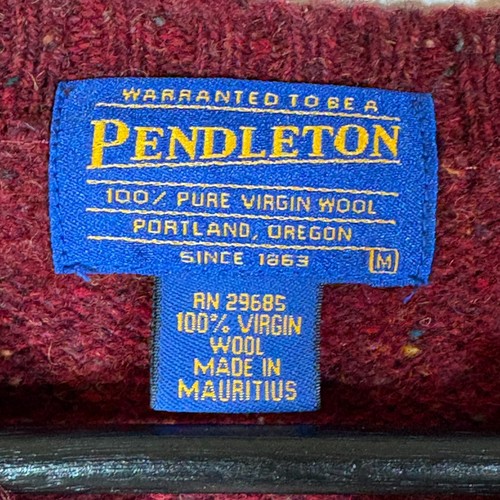 WARRANTED TO BE A
PENDLETON
100% PURE VIRGIN WOOL
PORTLAND, OREGON
SINCE 1863
M
RN 29685
100% VIRGIN
WOOL
MADE IN
MAURITIUS